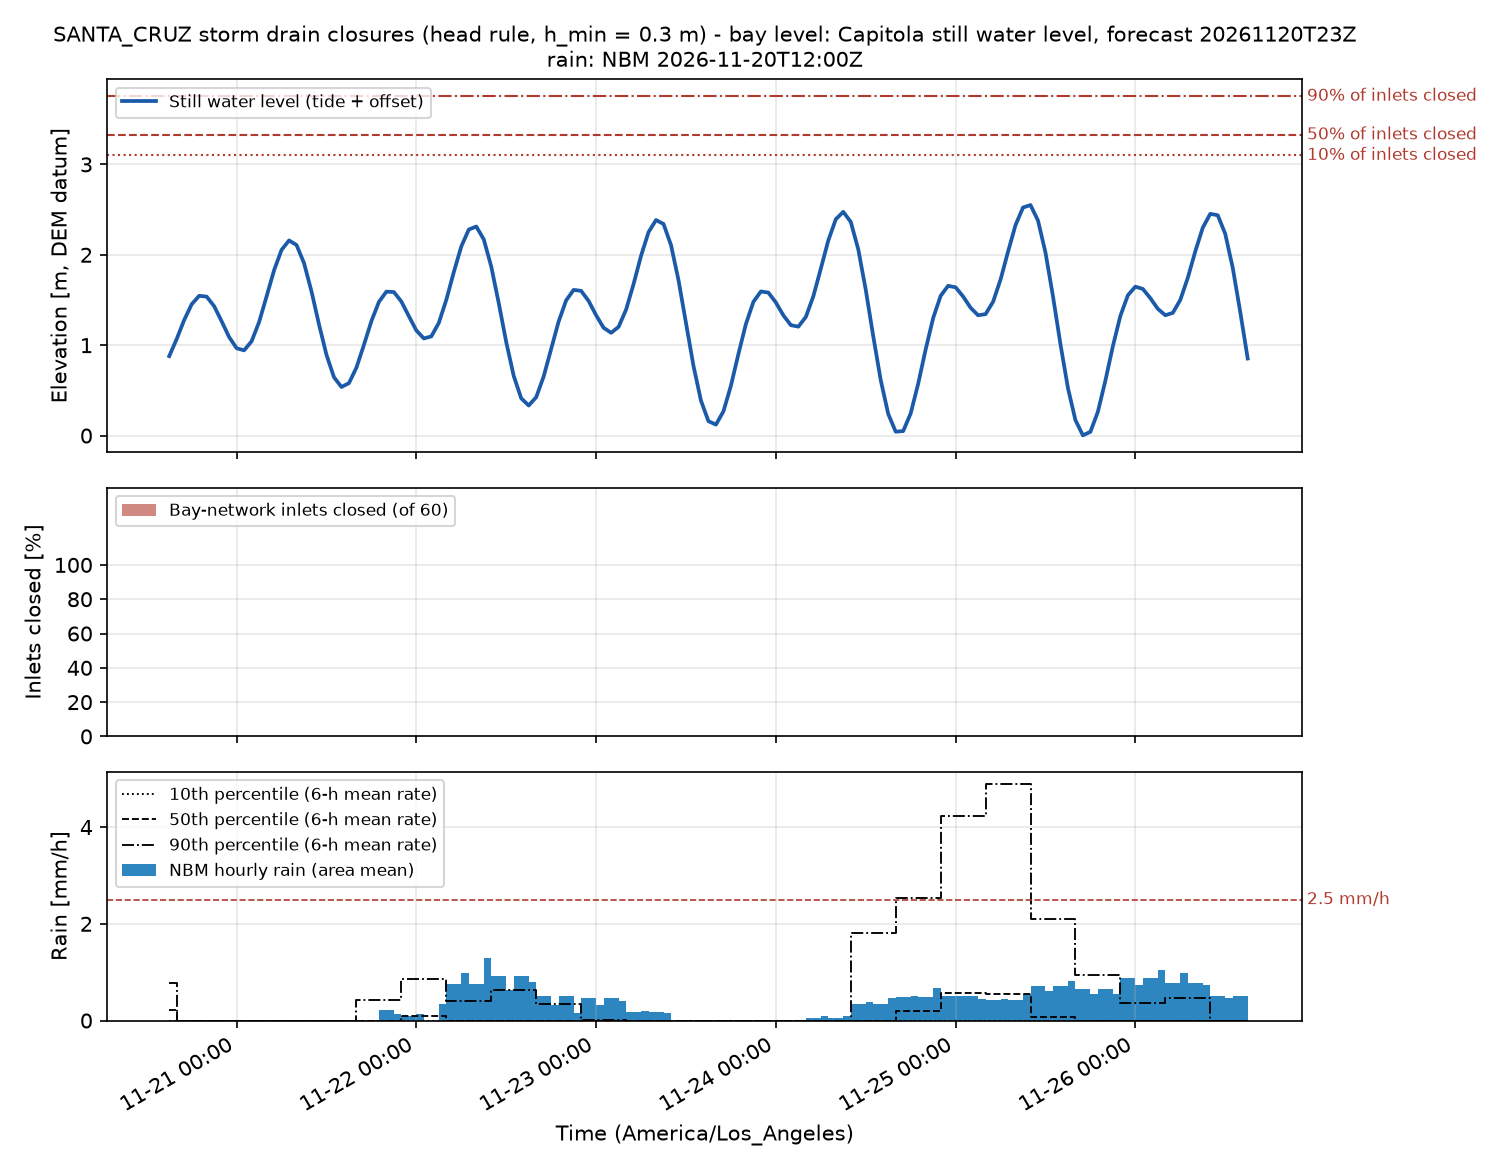 SANTA_CRUZ storm drain closures (head rule, h_min = 0.3 m) - bay level: Capitola still water level, forecast 20261120T23Z
rain: NBM 2026-11-20T12:00Z
Still water level (tide + offset)
90% of inlets closed
50% of inlets closed
10% of inlets closed
Elevation [m, DEM datum]
3
2
1
0
Bay-network inlets closed (of 60)
Inlets closed [%]
100
80
60
40
20
0
10th percentile (6-h mean rate)
50th percentile (6-h mean rate)
90th percentile (6-h mean rate)
NBM hourly rain (area mean)
2.5 mm/h
Rain [mm/h]
4
2
0
11-21 00:00
11-22 00:00
11-23 00:00
11-24 00:00
11-25 00:00
11-26 00:00
Time (America/Los_Angeles)